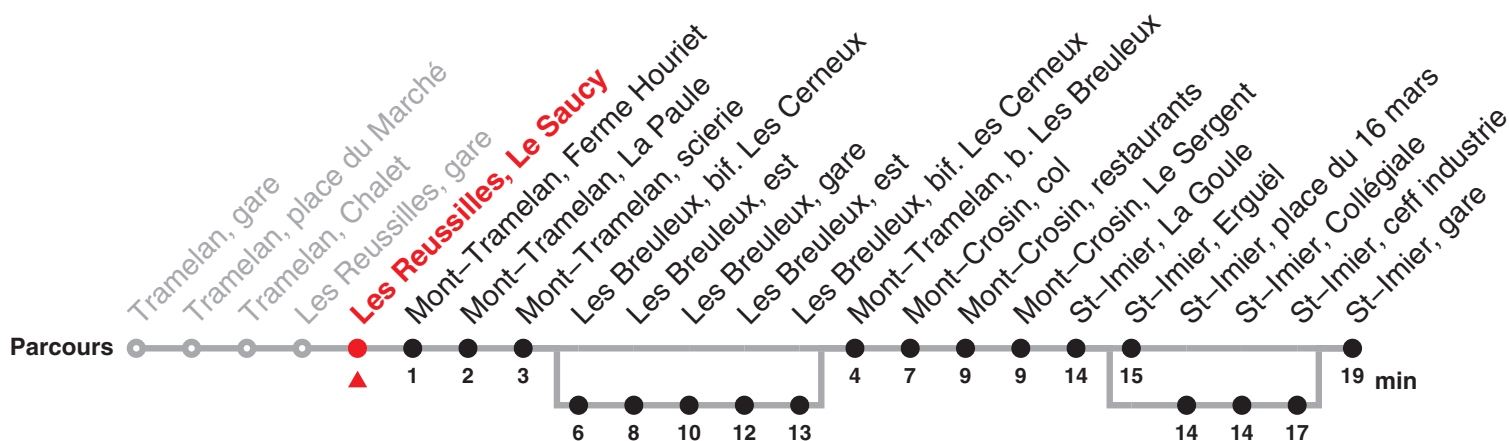 Tramelan, gare
Tramelan, place du Marché
Tramelan, Chalet
Les Reussilles, gare
Les Reussilles, Le Saucy
Mont–Tramelan, Ferme Houriet
Mont–Tramelan, La Paule
Mont–Tramelan, scierie
Les Breuleux, bif. Les Cerneux
Les Breuleux, est
Les Breuleux, gare
Les Breuleux, est
Les Breuleux, bif. Les Cerneux
Mont–Tramelan, b. Les Breuleux
Mont–Crosin, col
Mont–Crosin, restaurants
Mont–Crosin, Le Sergent
St–Imier, La Goule
St–Imier, Erguël
St–Imier, place du 16 mars
St–Imier, Collégiale
St–Imier, ceff industrie
St–Imier, gare
Parcours
1 2 3 4 7 9 9 14 15 19 min
6 8 10 12 13 14 14 17